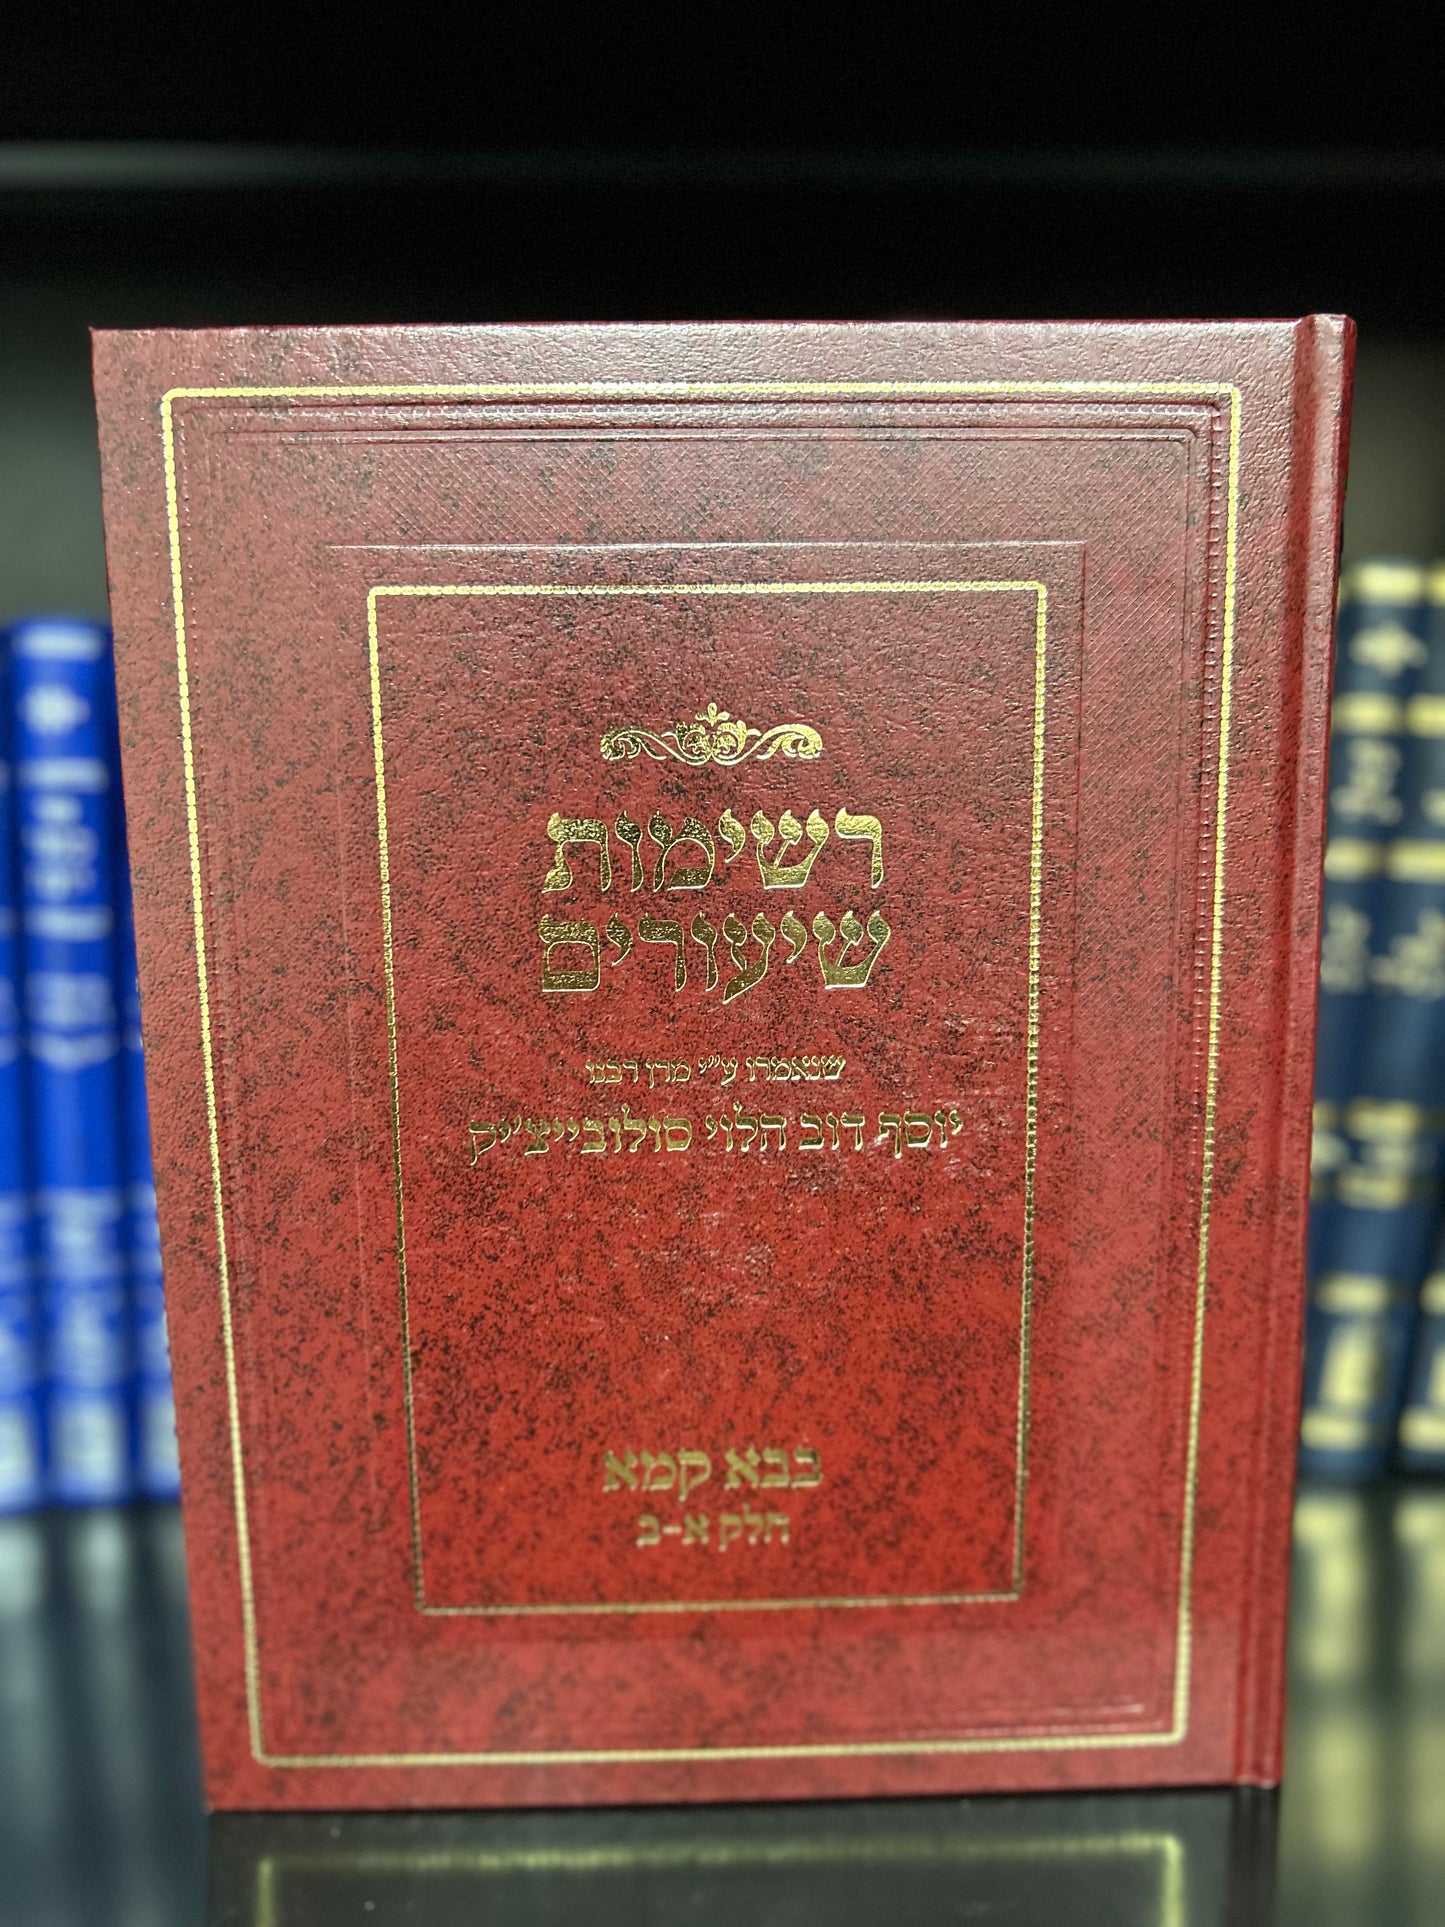 רשימות
שיעורים
שנאמרו ע״י מרן רבנו
יוסף דוב הלוי סולובייצ׳יק
בבא קמא
חלק א-ב